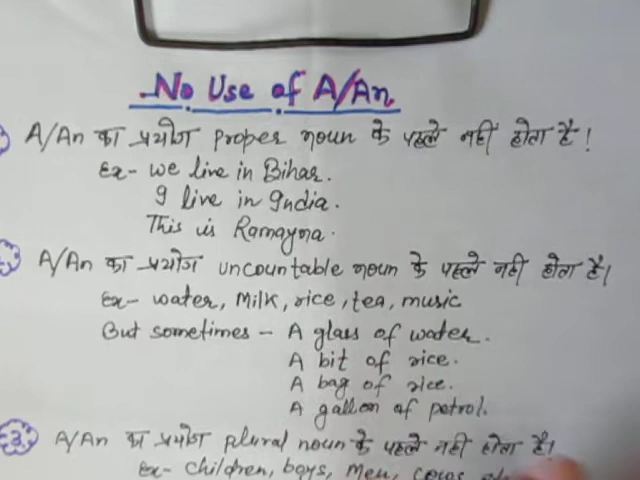 No Use of A/An
A/An का प्रयोग proper noun के पहले नहीं होता है!
Ex- we live in Bihar.
I live in India.
This is Ramayna.
A/An का प्रयोग uncountable noun के पहले नहीं होता है।
Ex- water, Milk, rice, tea, music
But sometimes - A glass of water.
A bit of rice.
A bag of rice.
A gallon of petrol.
3. A/An का प्रयोग plural noun के पहले नहीं होता है।
Ex- children, boys, Men, cows